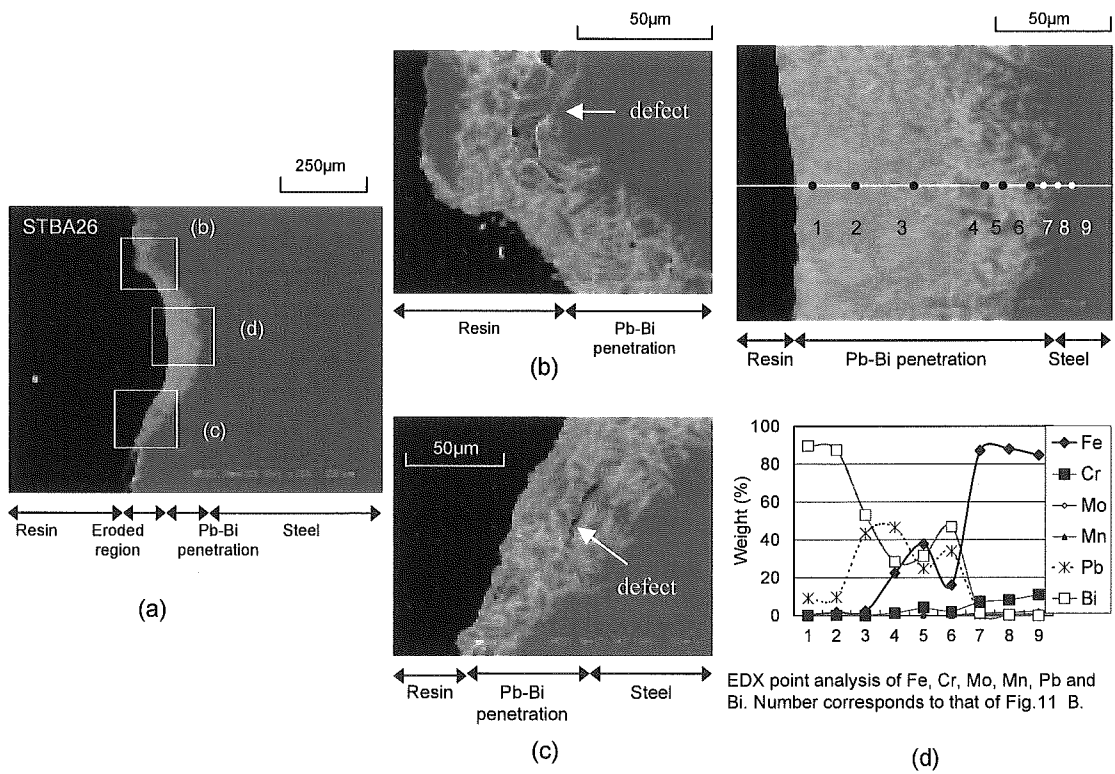 250µm
STBA26
(b)
(d)
(c)
Resin
Eroded
region
Pb-Bi
penetration
Steel
(a)
50µm
defect
Resin
Pb-Bi
penetration
(b)
50µm
defect
Resin
Pb-Bi
penetration
Steel
(c)
50µm
1 2 3 4 5 6 7 8 9
Resin
Pb-Bi penetration
Steel
Weight (%)
100
80
60
40
20
0
1 2 3 4 5 6 7 8 9
Fe
Cr
Mo
Mn
Pb
Bi
EDX point analysis of Fe, Cr, Mo, Mn, Pb and
Bi. Number corresponds to that of Fig.11 B.
(d)